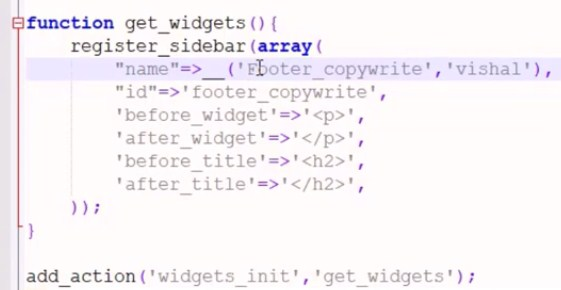 function get_widgets(){
register_sidebar(array(
"name"=>__('Footer_copywrite','vishal'),
"id"=>'footer_copywrite',
'before_widget'=>'<p>',
'after_widget'=>'</p>',
'before_title'=>'<h2>',
'after_title'=>'</h2>',
));
}
add_action('widgets_init','get_widgets');